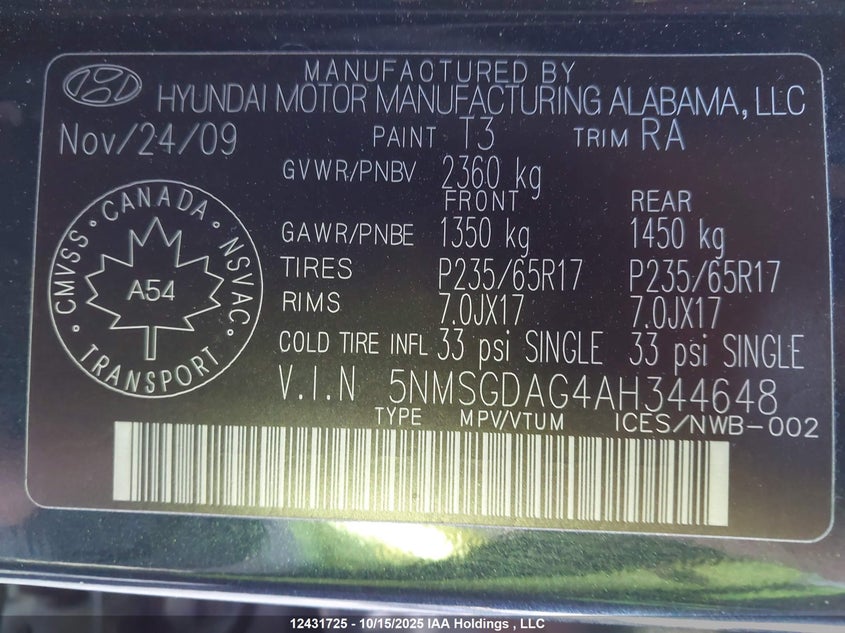 MANUFACTURED BY
HYUNDAI MOTOR MANUFACTURING ALABAMA, LLC
Nov/24/09 PAINT T3 TRIM RA
GVWR/PNBV 2360 kg
FRONT REAR
GAWR/PNBE 1350 kg 1450 kg
TIRES P235/65R17 P235/65R17
RIMS 7.0JX17 7.0JX17
COLD TIRE INFL 33 psi SINGLE 33 psi SINGLE
V.I.N 5NMSGDAG4AH344648
TYPE MPV/VTUM ICES/NWB-002
CMVSS · CANADA · NSVAC · TRANSPORT ·
A54
12431725 - 10/15/2025 IAA Holdings , LLC